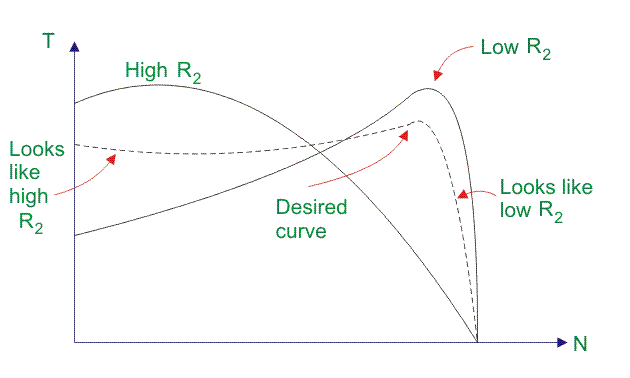 T
Low R2
High R2
Looks
like
high
R2
Desired
curve
Looks like
low R2
N